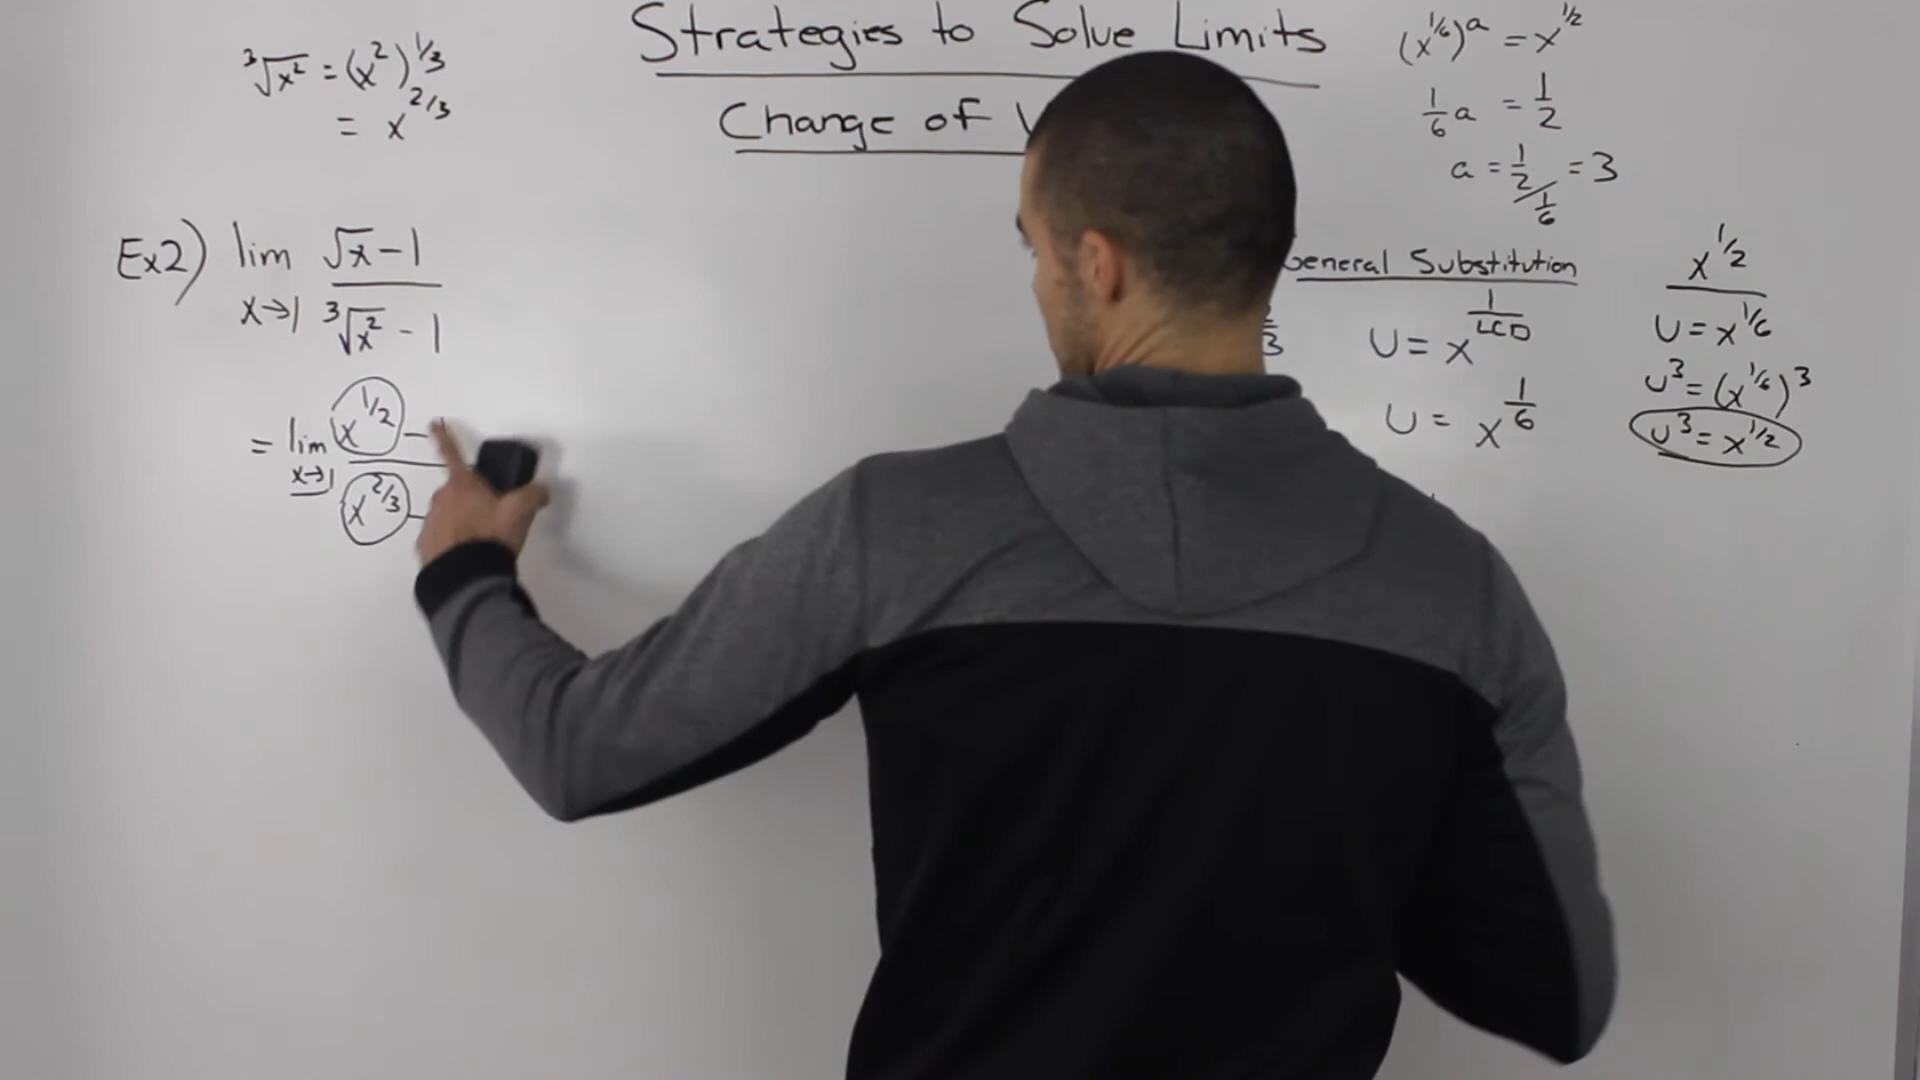 Strategies to Solve Limits
Change of
∛x² = (x²)^1/3
= x^2/3
Ex2) lim √x - 1
x→1 ∛x² - 1
= lim x^1/2 -
x→1 x^2/3 -
(x^1/6)^a = x^1/2
1/6 a = 1/2
a = 1/2 / 1/6 = 3
General Substitution
U = x^1/LCD
U = x^1/6
x^1/2
U = x^1/6
U³ = (x^1/6)³
U³ = x^1/2